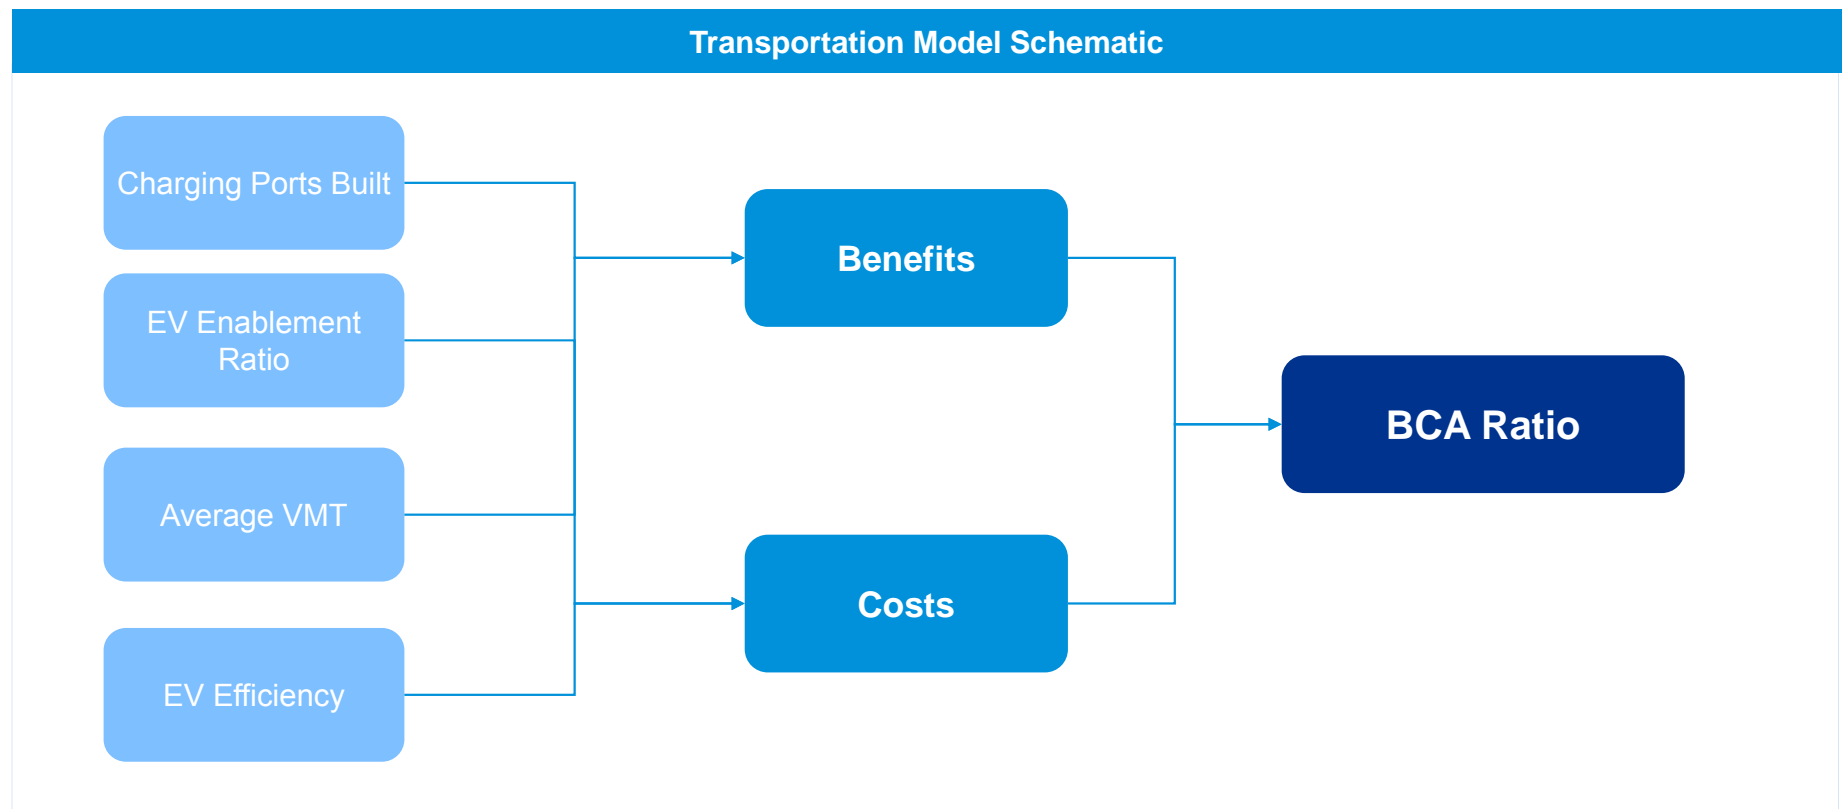 Transportation Model Schematic
Charging Ports Built
EV Enablement
Ratio
Average VMT
EV Efficiency
Benefits
Costs
BCA Ratio